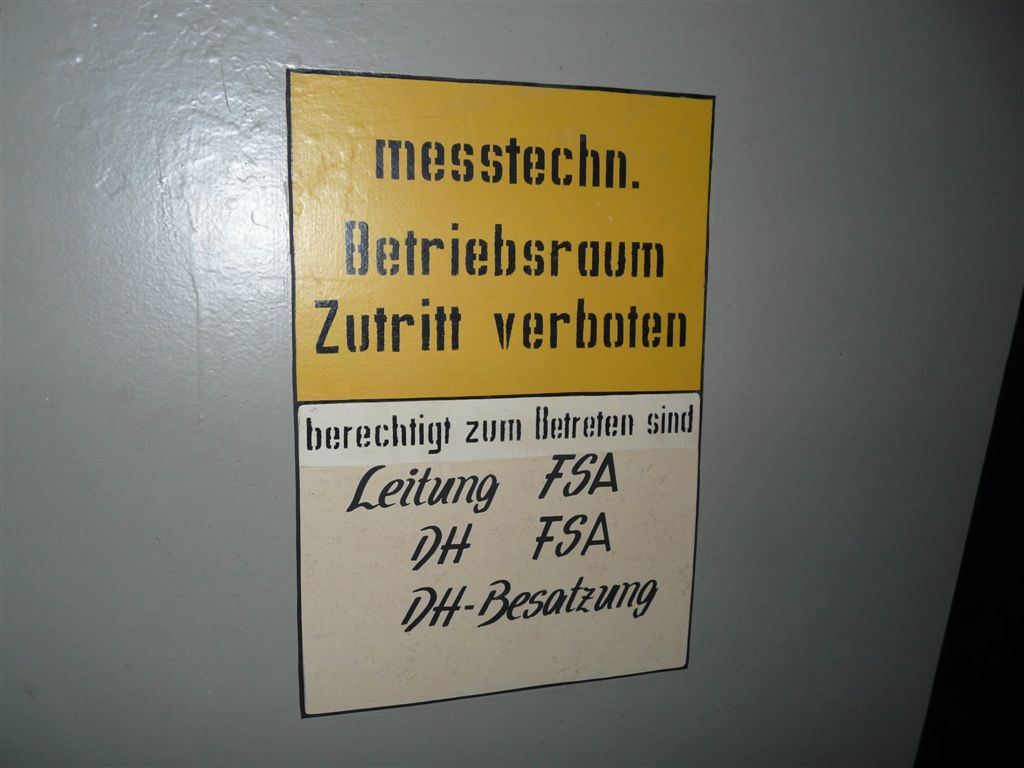 messtechn.
Betriebsraum
Zutritt verboten
berechtigt zum Betreten sind
Leitung FSA
DH FSA
DH-Besatzung